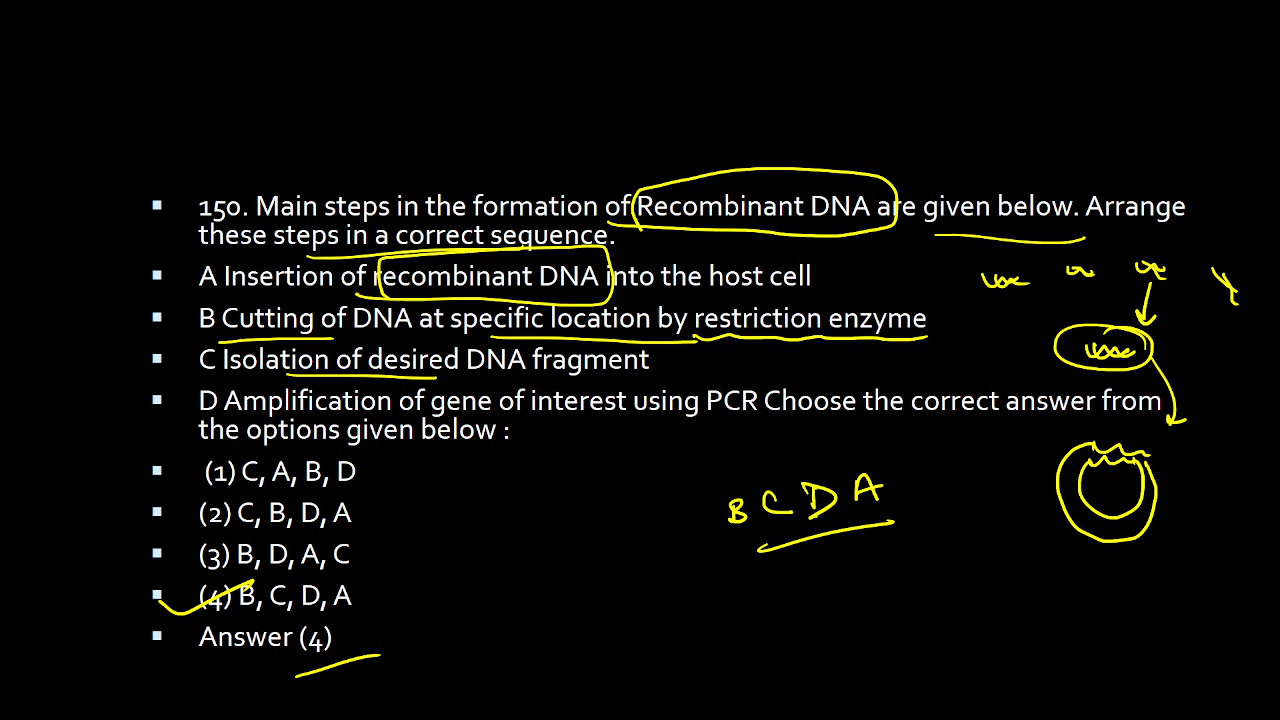 150. Main steps in the formation of Recombinant DNA are given below. Arrange
these steps in a correct sequence.
A Insertion of recombinant DNA into the host cell
B Cutting of DNA at specific location by restriction enzyme
C Isolation of desired DNA fragment
D Amplification of gene of interest using PCR Choose the correct answer from
the options given below :
(1) C, A, B, D
(2) C, B, D, A
B C D A
(3) B, D, A, C
(4) B, C, D, A
Answer (4)